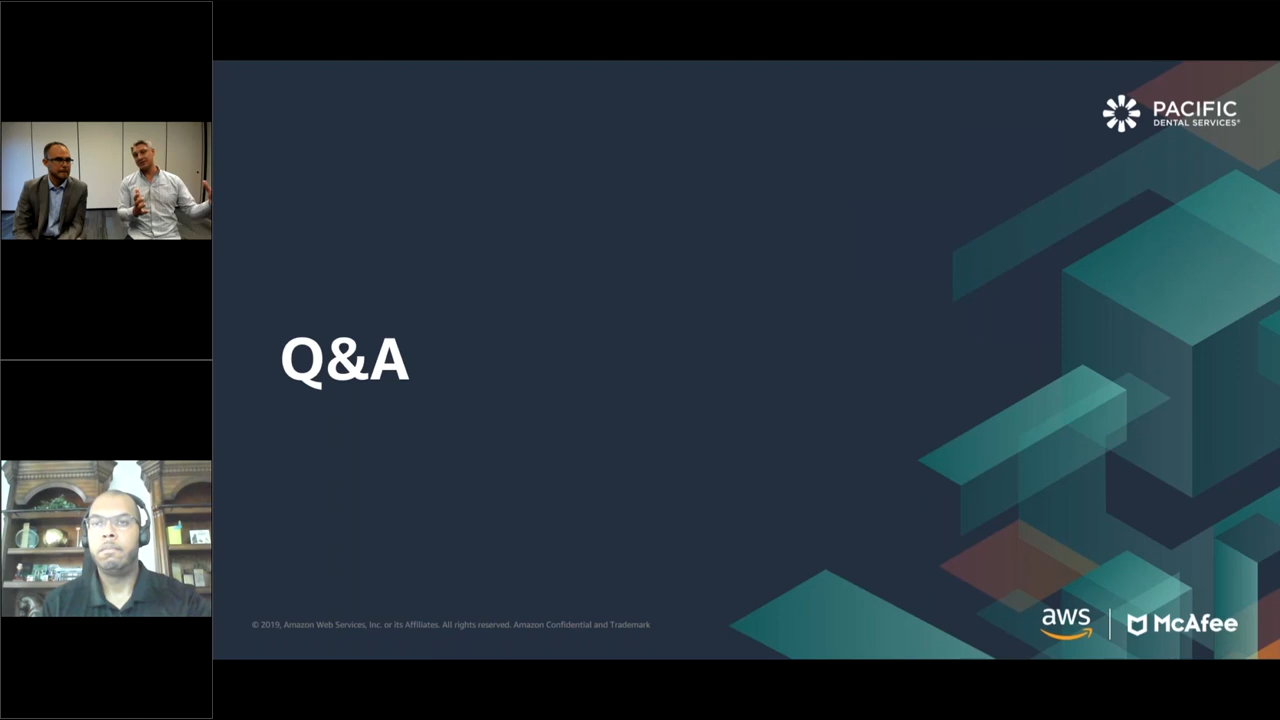 PACIFIC
DENTAL SERVICES®
Q&A
© 2019, Amazon Web Services, Inc. or its Affiliates. All rights reserved. Amazon Confidential and Trademark
aws
McAfee